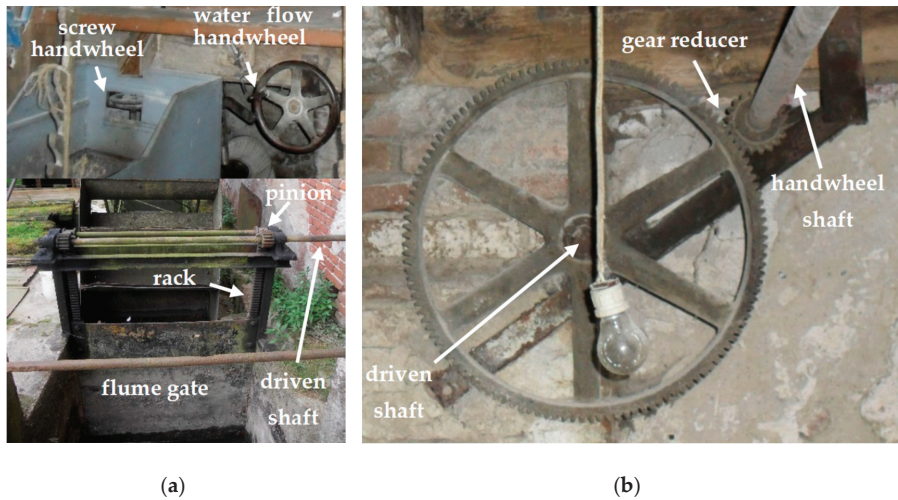 screw
handwheel
water flow
handwheel
pinion
rack
flume gate
driven
shaft
gear reducer
handwheel
shaft
driven
shaft
(a)
(b)